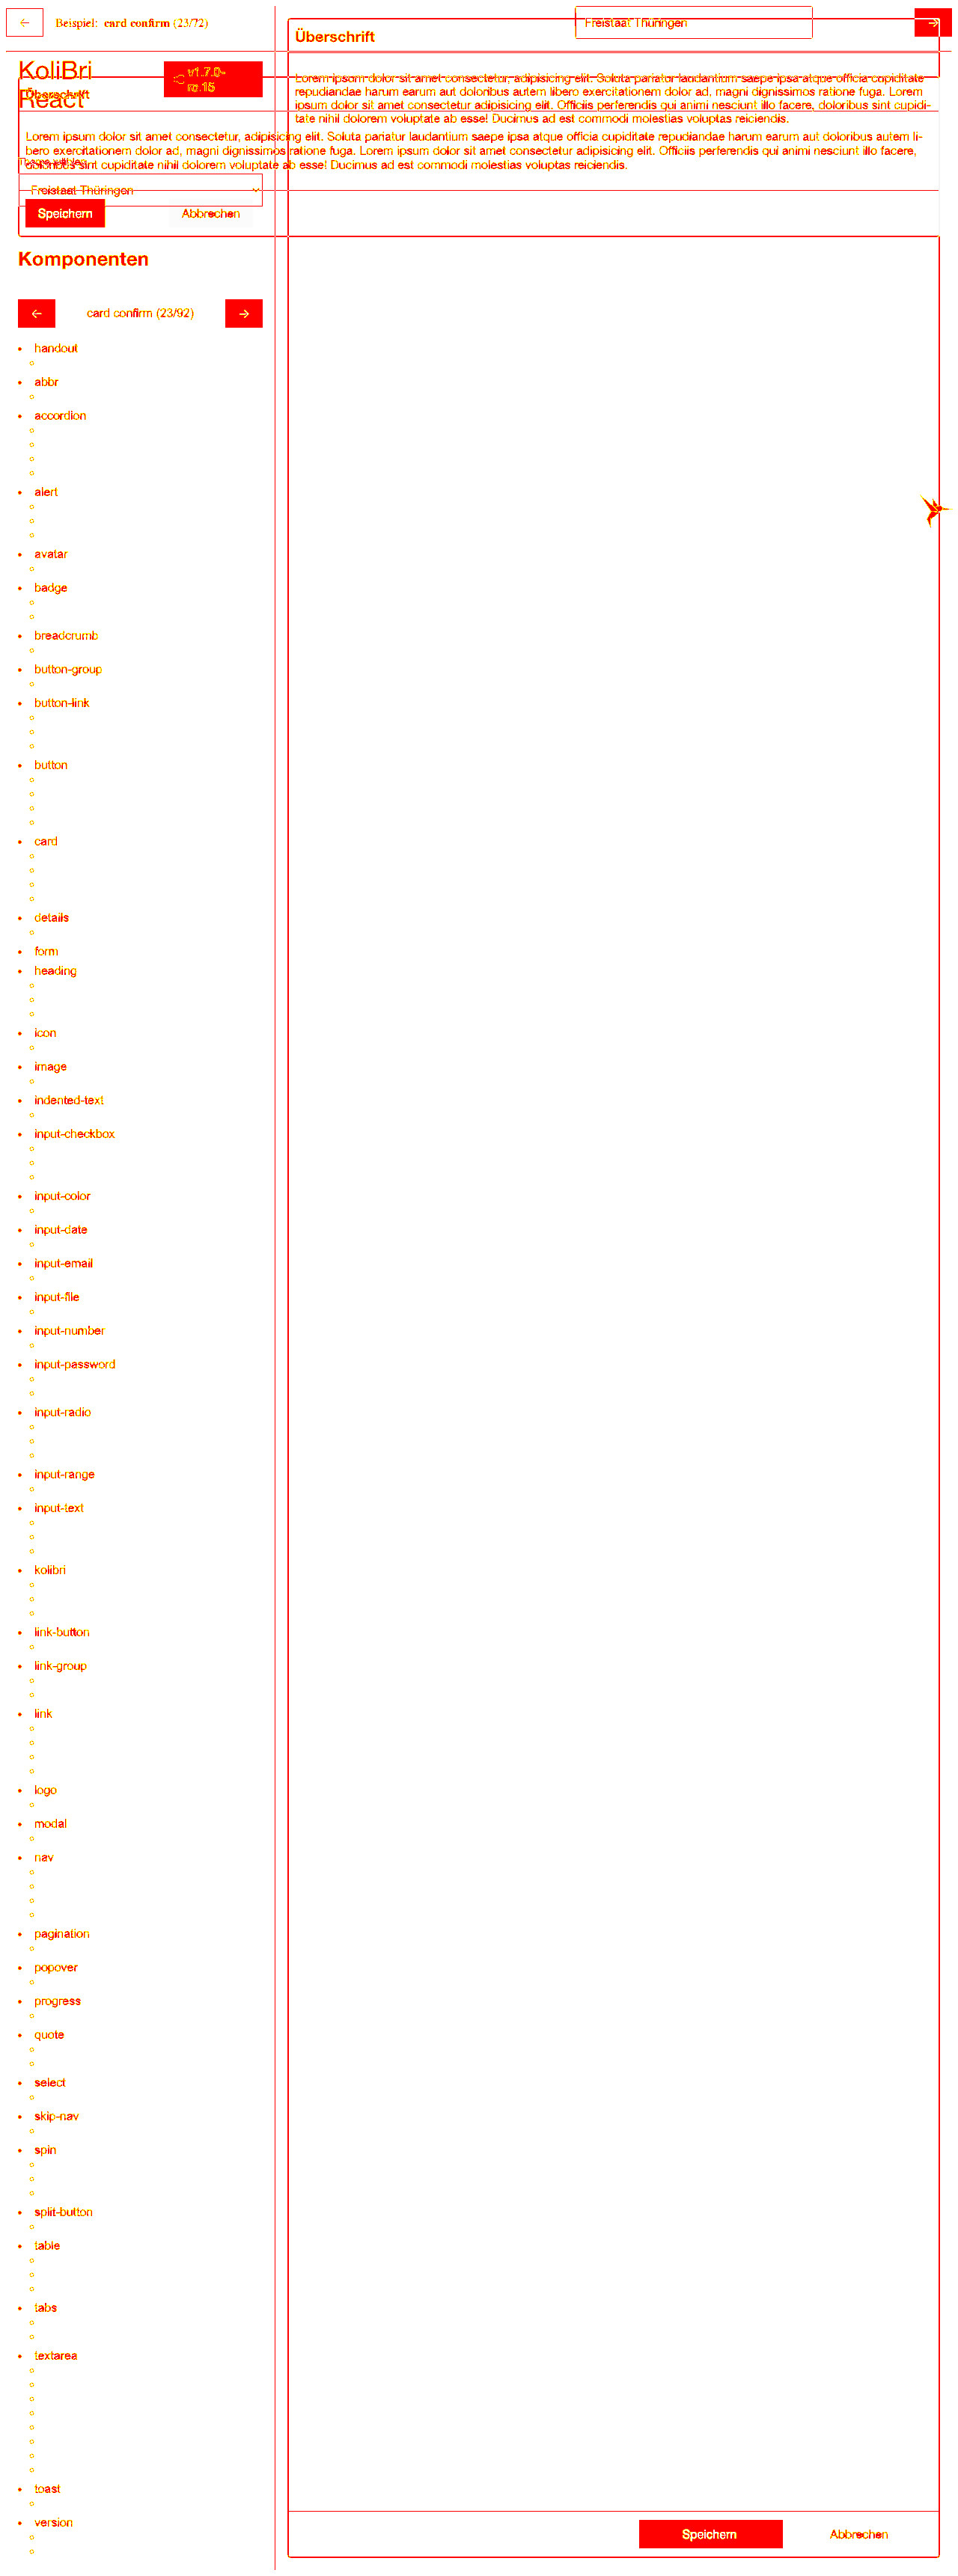 Beispiel: card confirm (23/72)
Freistaat Thüringen
Überschrift
Lorem ipsum dolor sit amet consectetur, adipisicing elit. Soluta pariatur laudantium saepe ipsa atque officia cupiditate
repudiandae harum earum aut doloribus autem libero exercitationem dolor ad, magni dignissimos ratione fuga. Lorem
ipsum dolor sit amet consectetur adipisicing elit. Officiis perferendis qui animi nesciunt illo facere, doloribus sint cupidi-
tate nihil dolorem voluptate ab esse! Ducimus ad est commodi molestias voluptas reiciendis.
KoliBri
React
v1.7.0-
rc.15
Überschrift
Lorem ipsum dolor sit amet consectetur, adipisicing elit. Soluta pariatur laudantium saepe ipsa atque officia cupiditate repudiandae harum earum aut doloribus autem li-
bero exercitationem dolor ad, magni dignissimos ratione fuga. Lorem ipsum dolor sit amet consectetur adipisicing elit. Officiis perferendis qui animi nesciunt illo facere,
doloribus sint cupiditate nihil dolorem voluptate ab esse! Ducimus ad est commodi molestias voluptas reiciendis.
Freistaat Thüringen
Speichern Abbrechen
Komponenten
card confirm (23/92)
handout
abbr
accordion
alert
avatar
badge
breadcrumb
button-group
button-link
button
card
details
form
heading
icon
image
indented-text
input-checkbox
input-color
input-date
input-email
input-file
input-number
input-password
input-radio
input-range
input-text
kolibri
link-button
link-group
link
logo
modal
nav
pagination
popover
progress
quote
select
skip-nav
spin
split-button
table
tabs
textarea
toast
version
Speichern Abbrechen